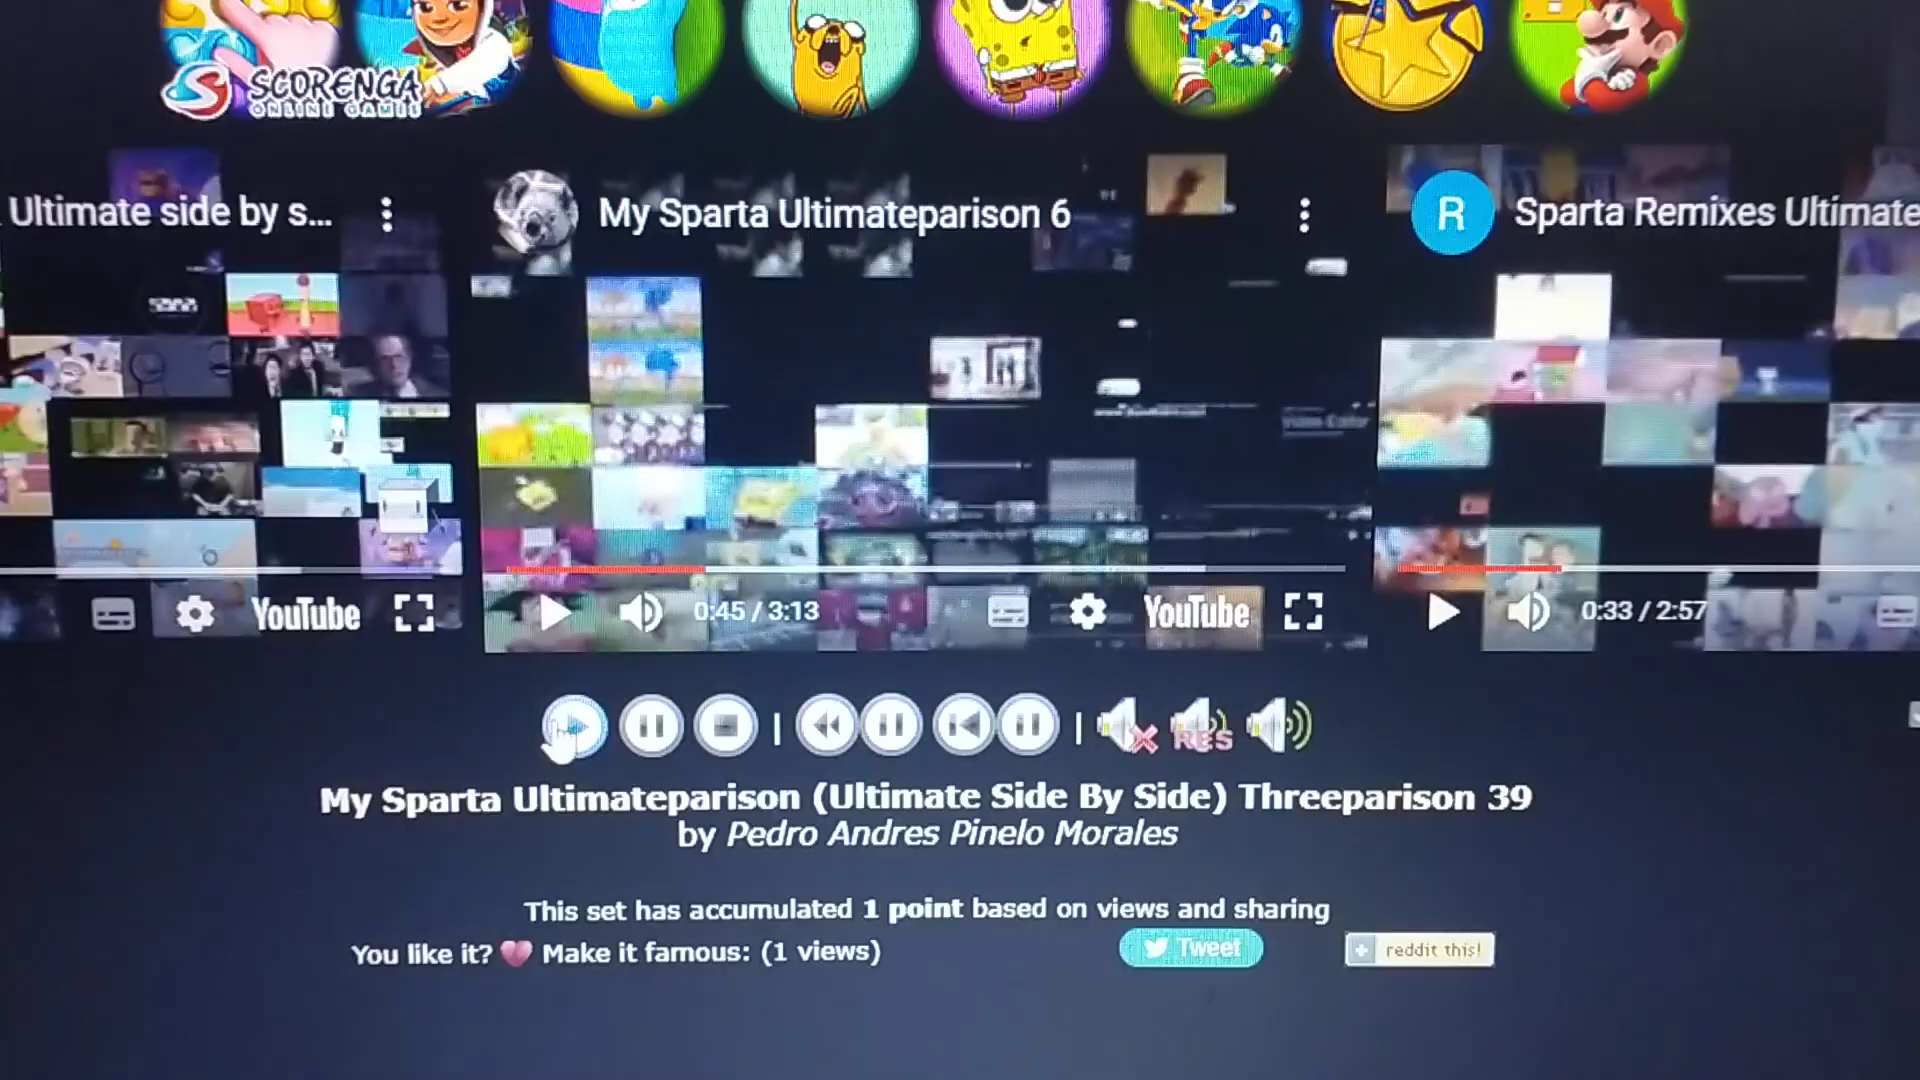 SCORENGA
ONLINE GAMES
Ultimate side by s...
My Sparta Ultimateparison 6
R
Sparta Remixes Ultimate
YouTube
0:45 / 3:13
YouTube
0:33 / 2:57
RES
My Sparta Ultimateparison (Ultimate Side By Side) Threeparison 39
by Pedro Andres Pinelo Morales
This set has accumulated 1 point based on views and sharing
You like it? Make it famous: (1 views)
Tweet
reddit this!